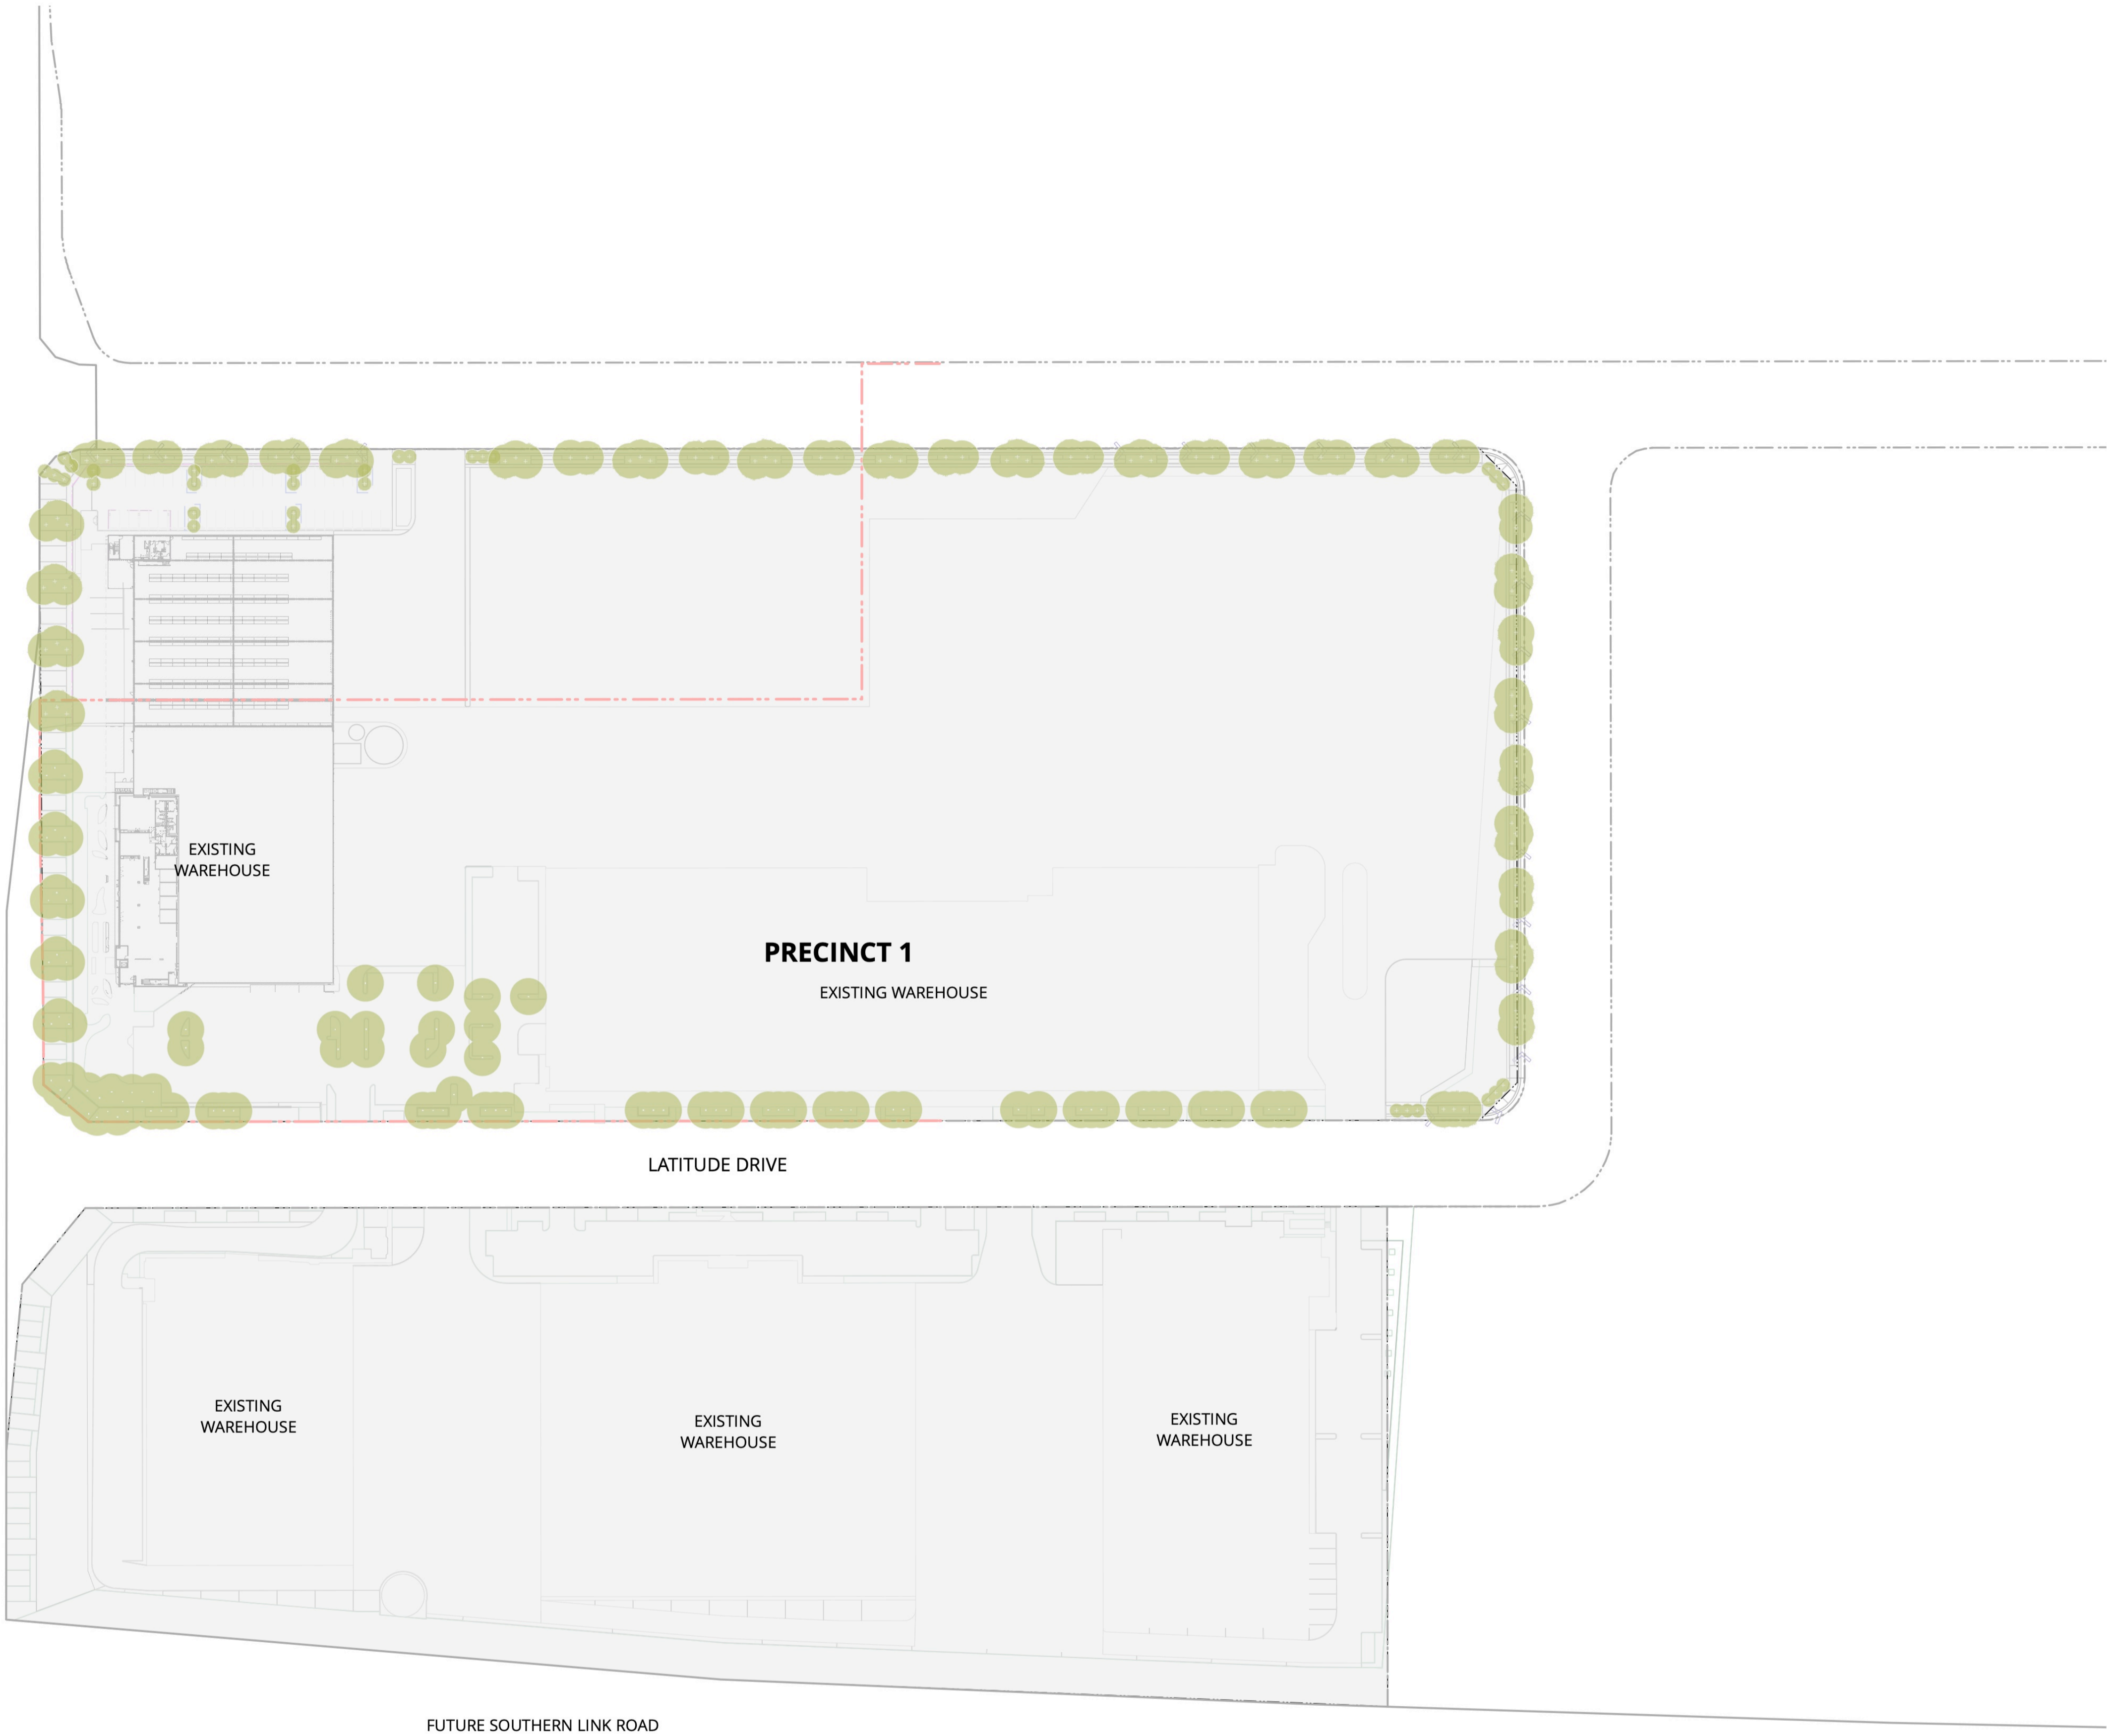 EXISTING
WAREHOUSE
PRECINCT 1
EXISTING WAREHOUSE
LATITUDE DRIVE
EXISTING
WAREHOUSE
EXISTING
WAREHOUSE
EXISTING
WAREHOUSE
FUTURE SOUTHERN LINK ROAD